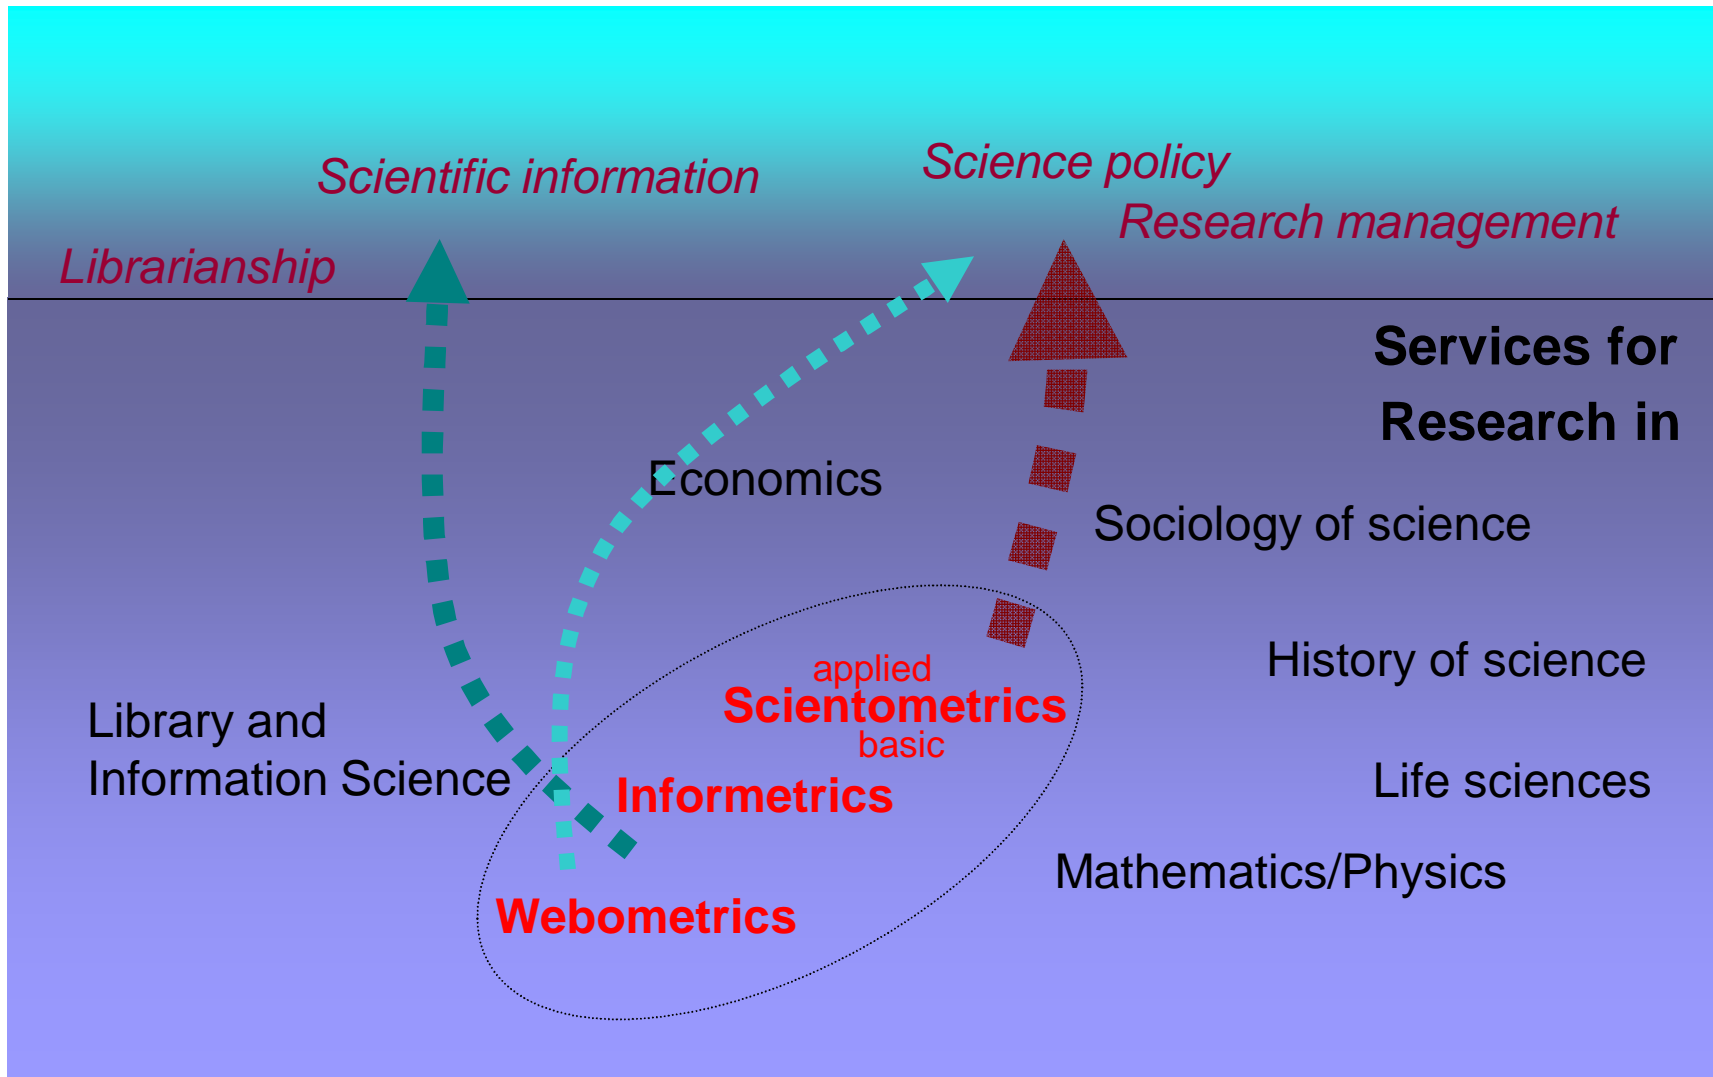 Scientific information
Science policy
Research management
Librarianship
Services for
Research in
Economics
Sociology of science
History of science
applied
Scientometrics
basic
Library and
Information Science
Informetrics
Life sciences
Mathematics/Physics
Webometrics